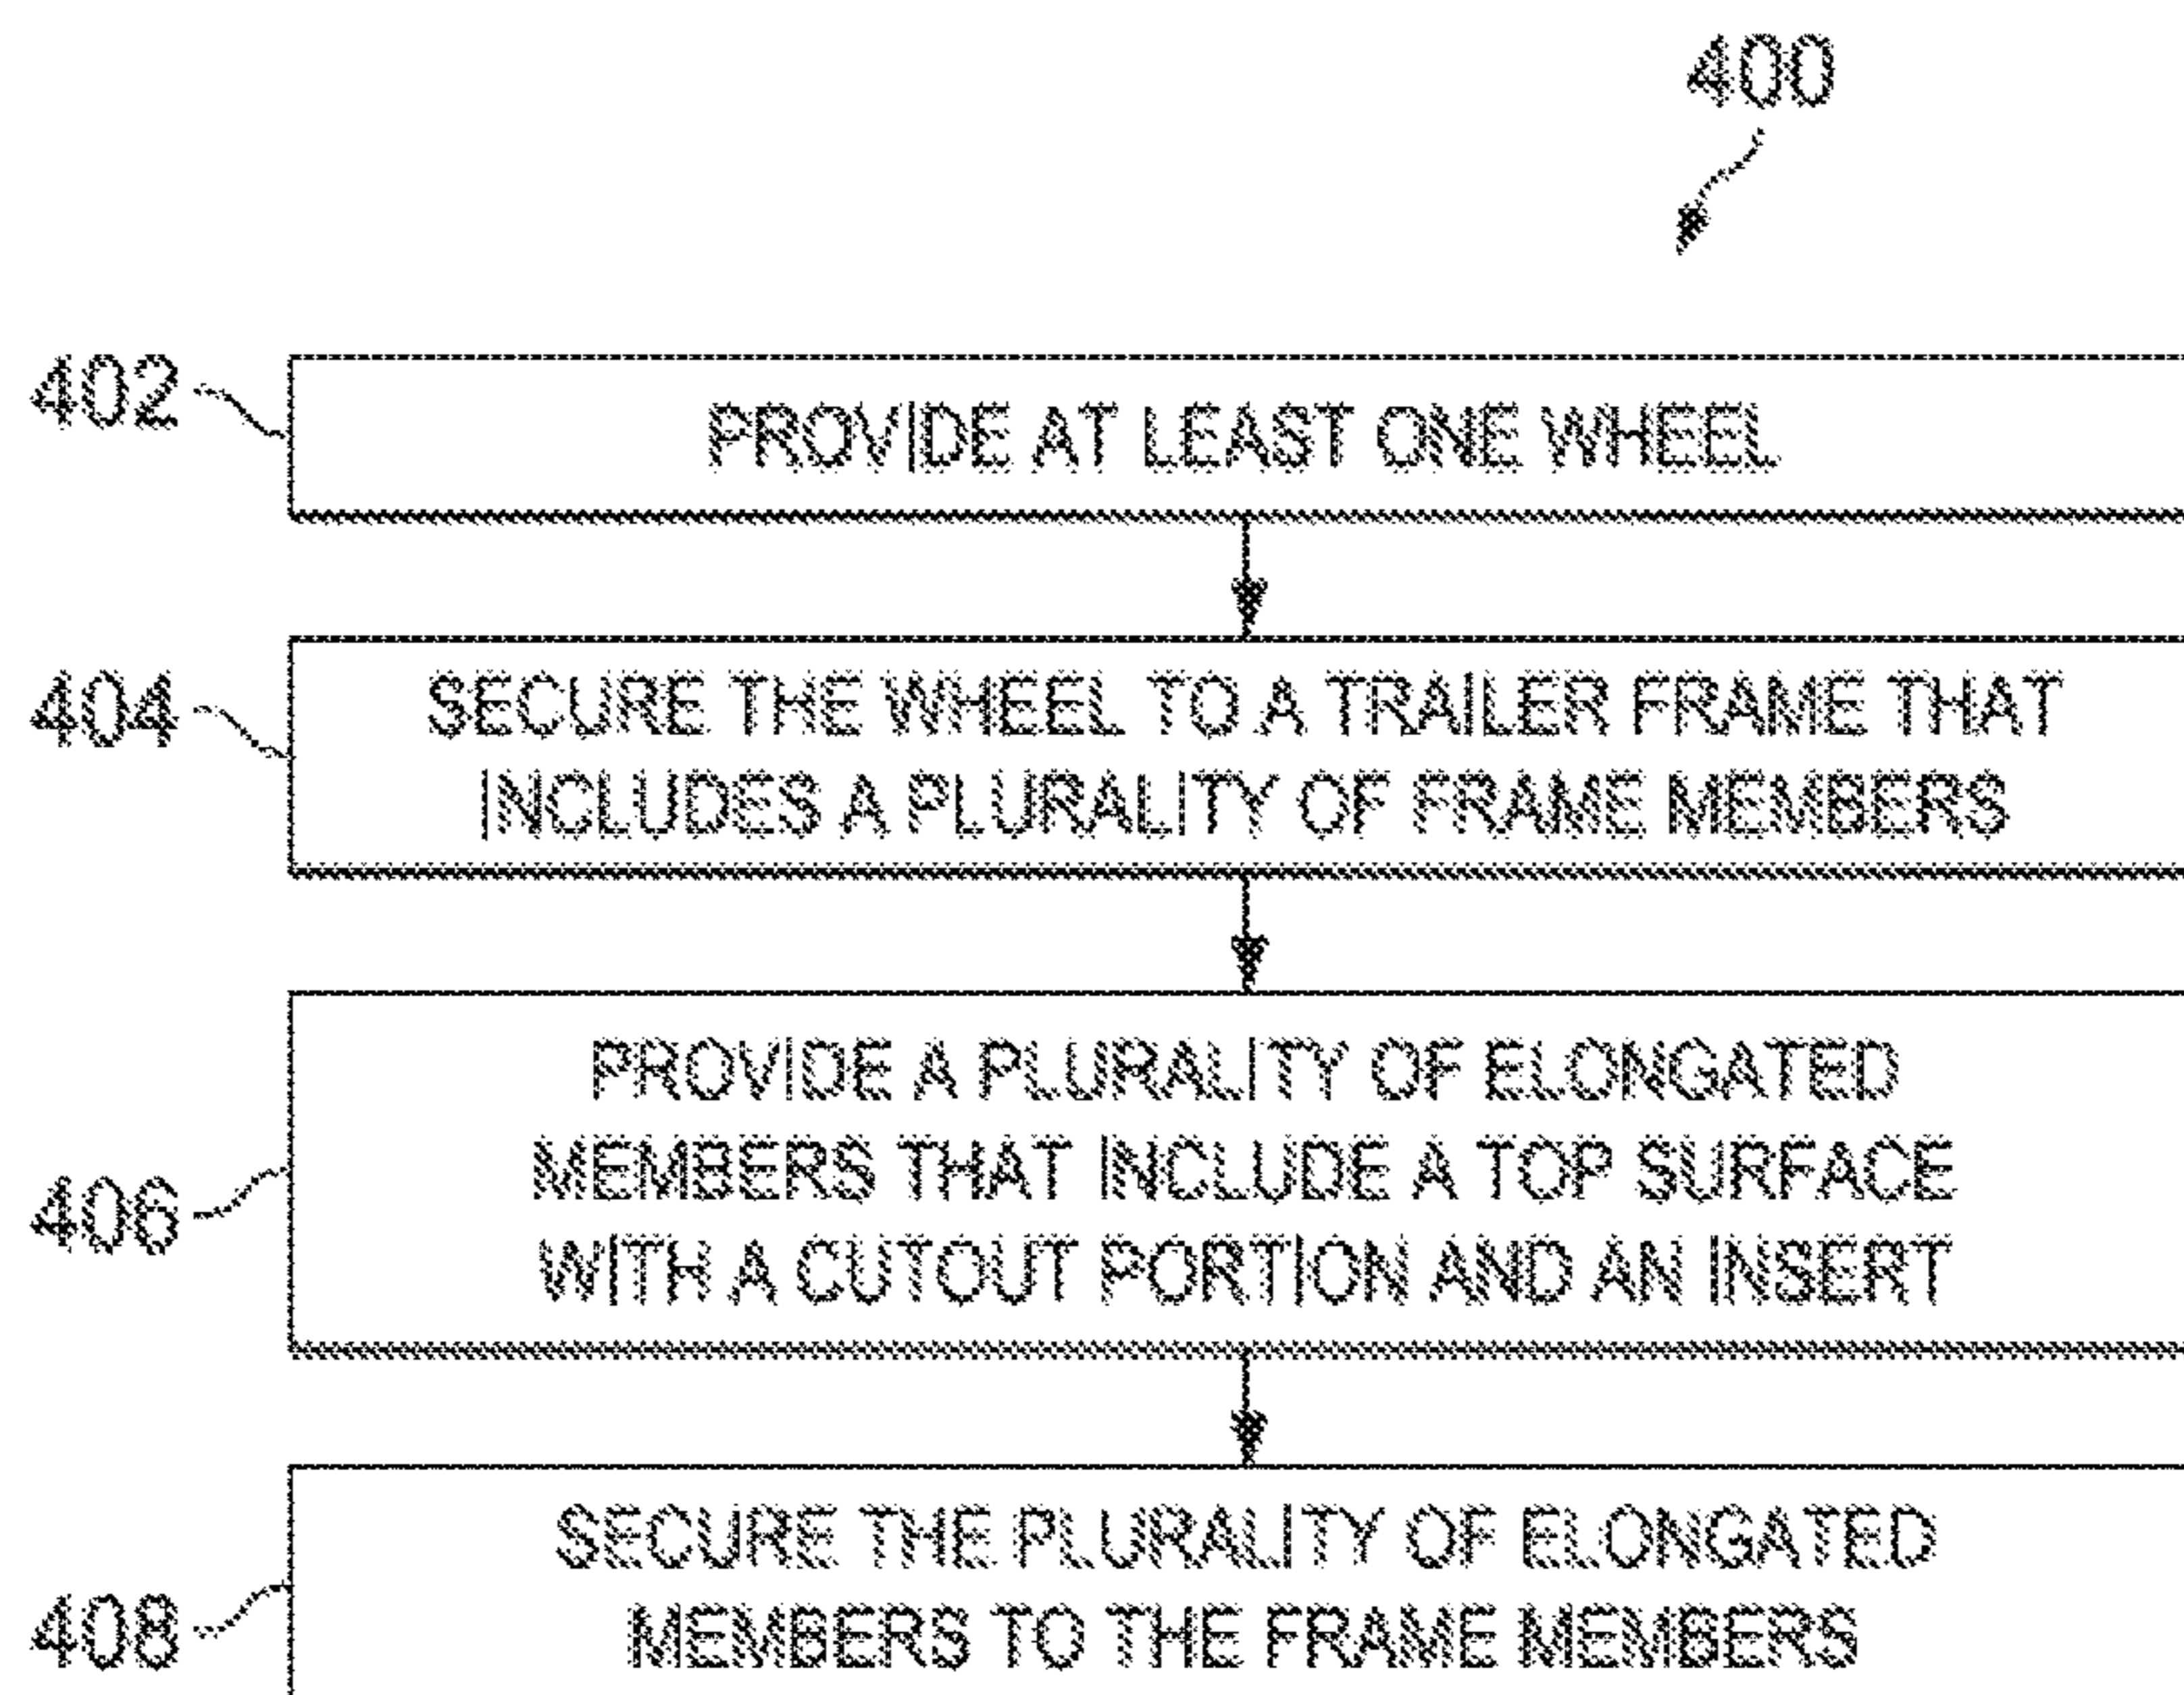 400
402
PROVIDE AT LEAST ONE WHEEL
404
SECURE THE WHEEL TO A TRAILER FRAME THAT
INCLUDES A PLURALITY OF FRAME MEMBERS
406
PROVIDE A PLURALITY OF ELONGATED
MEMBERS THAT INCLUDE A TOP SURFACE
WITH A CUTOUT PORTION AND AN INSERT
408
SECURE THE PLURALITY OF ELONGATED
MEMBERS TO THE FRAME MEMBERS